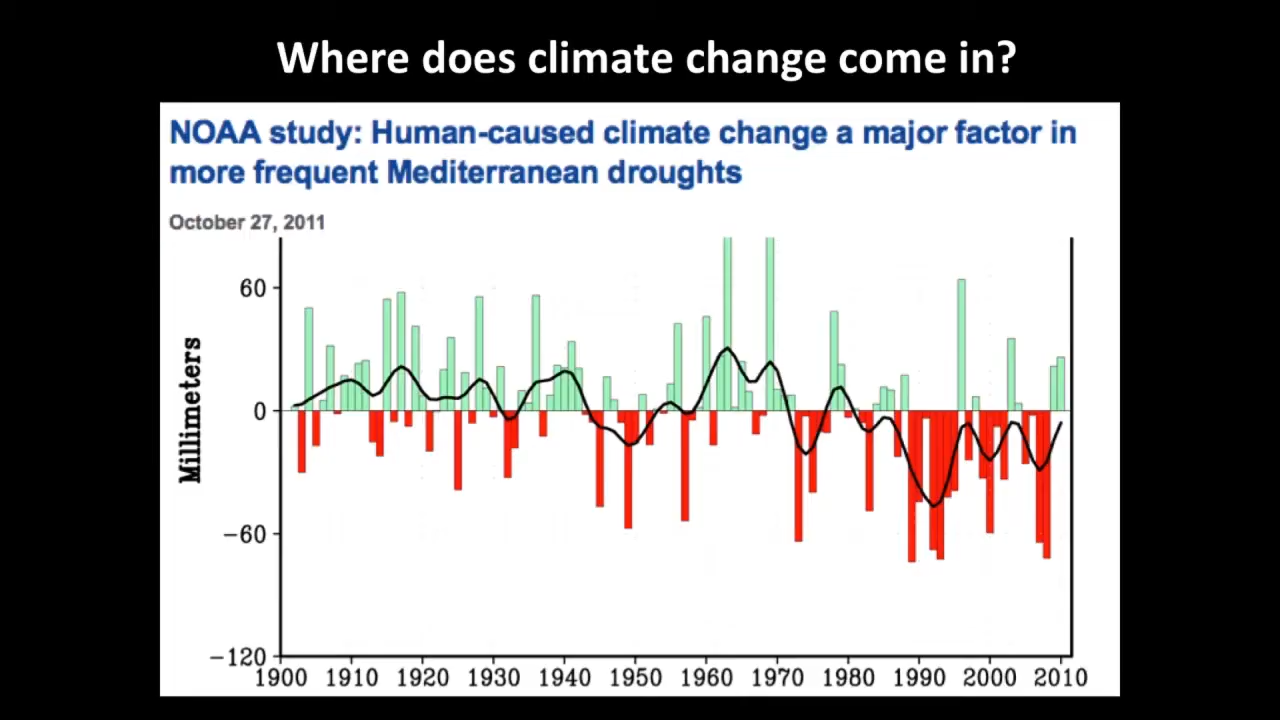 Where does climate change come in?
NOAA study: Human-caused climate change a major factor in
more frequent Mediterranean droughts
October 27, 2011
60
0
−60
−120
Millimeters
1900 1910 1920 1930 1940 1950 1960 1970 1980 1990 2000 2010